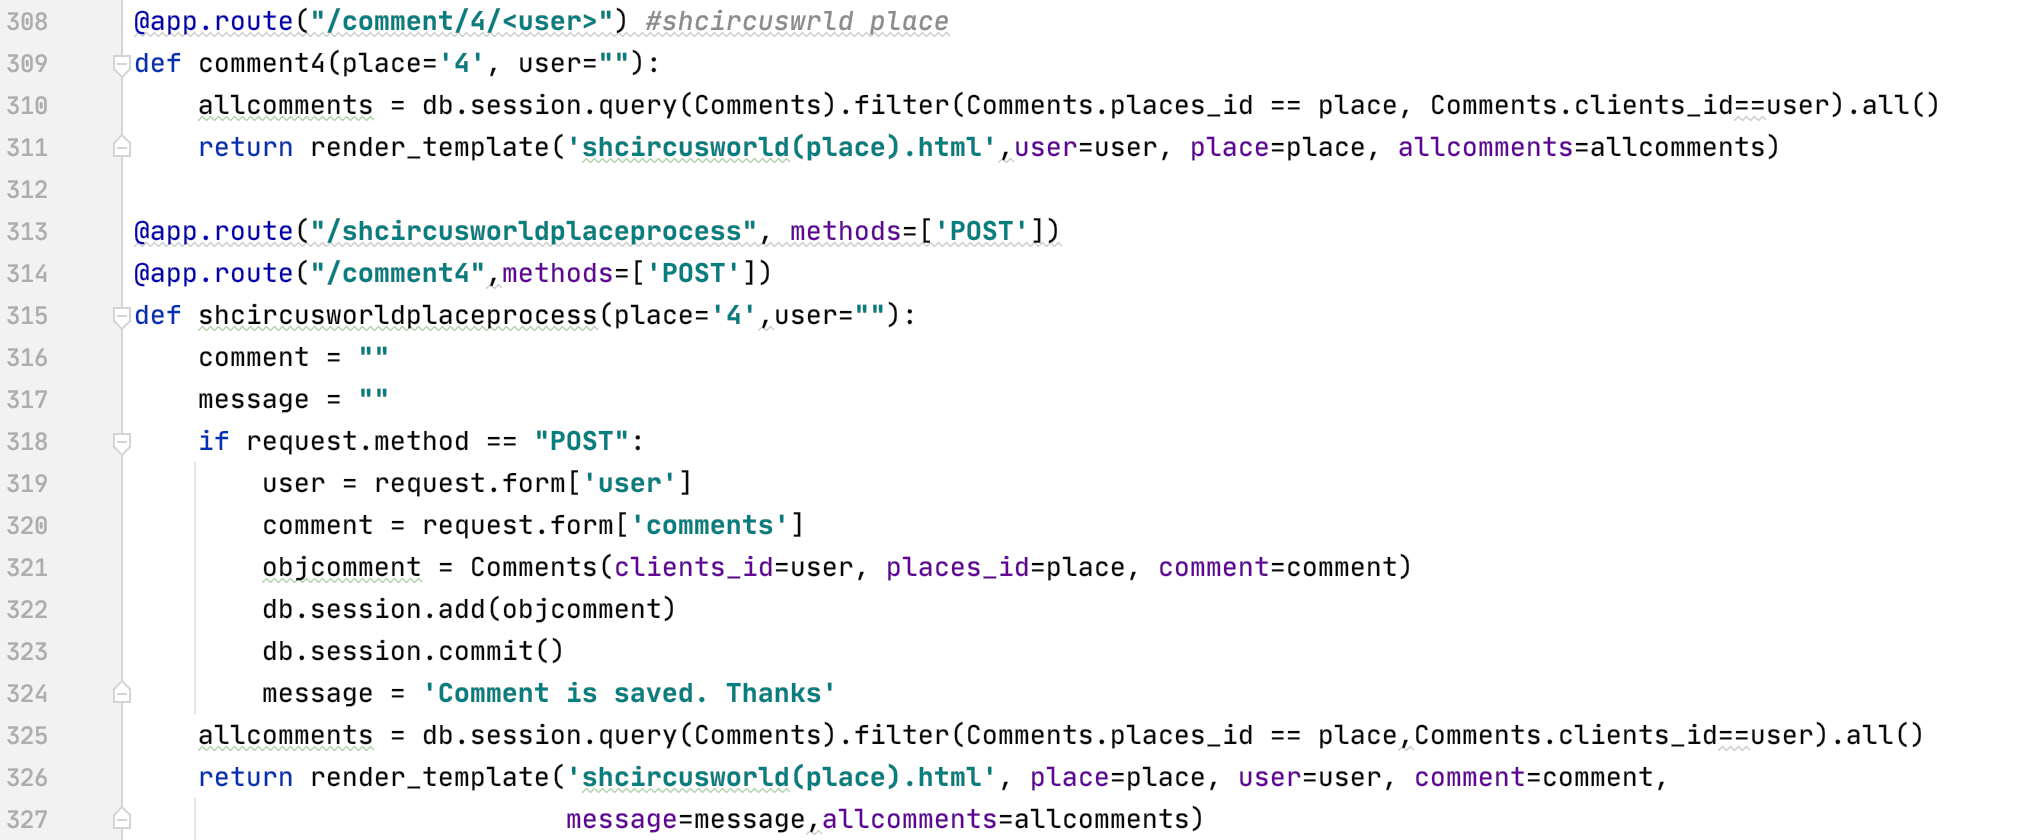 308 @app.route("/comment/4/<user>") #shcircuswrld place
309 def comment4(place='4', user=""):
310 allcomments = db.session.query(Comments).filter(Comments.places_id == place, Comments.clients_id==user).all()
311 return render_template('shcircusworld(place).html',user=user, place=place, allcomments=allcomments)
312
313 @app.route("/shcircusworldplaceprocess", methods=['POST'])
314 @app.route("/comment4",methods=['POST'])
315 def shcircusworldplaceprocess(place='4',user=""):
316 comment = ""
317 message = ""
318 if request.method == "POST":
319 user = request.form['user']
320 comment = request.form['comments']
321 objcomment = Comments(clients_id=user, places_id=place, comment=comment)
322 db.session.add(objcomment)
323 db.session.commit()
324 message = 'Comment is saved. Thanks'
325 allcomments = db.session.query(Comments).filter(Comments.places_id == place,Comments.clients_id==user).all()
326 return render_template('shcircusworld(place).html', place=place, user=user, comment=comment,
327 message=message,allcomments=allcomments)